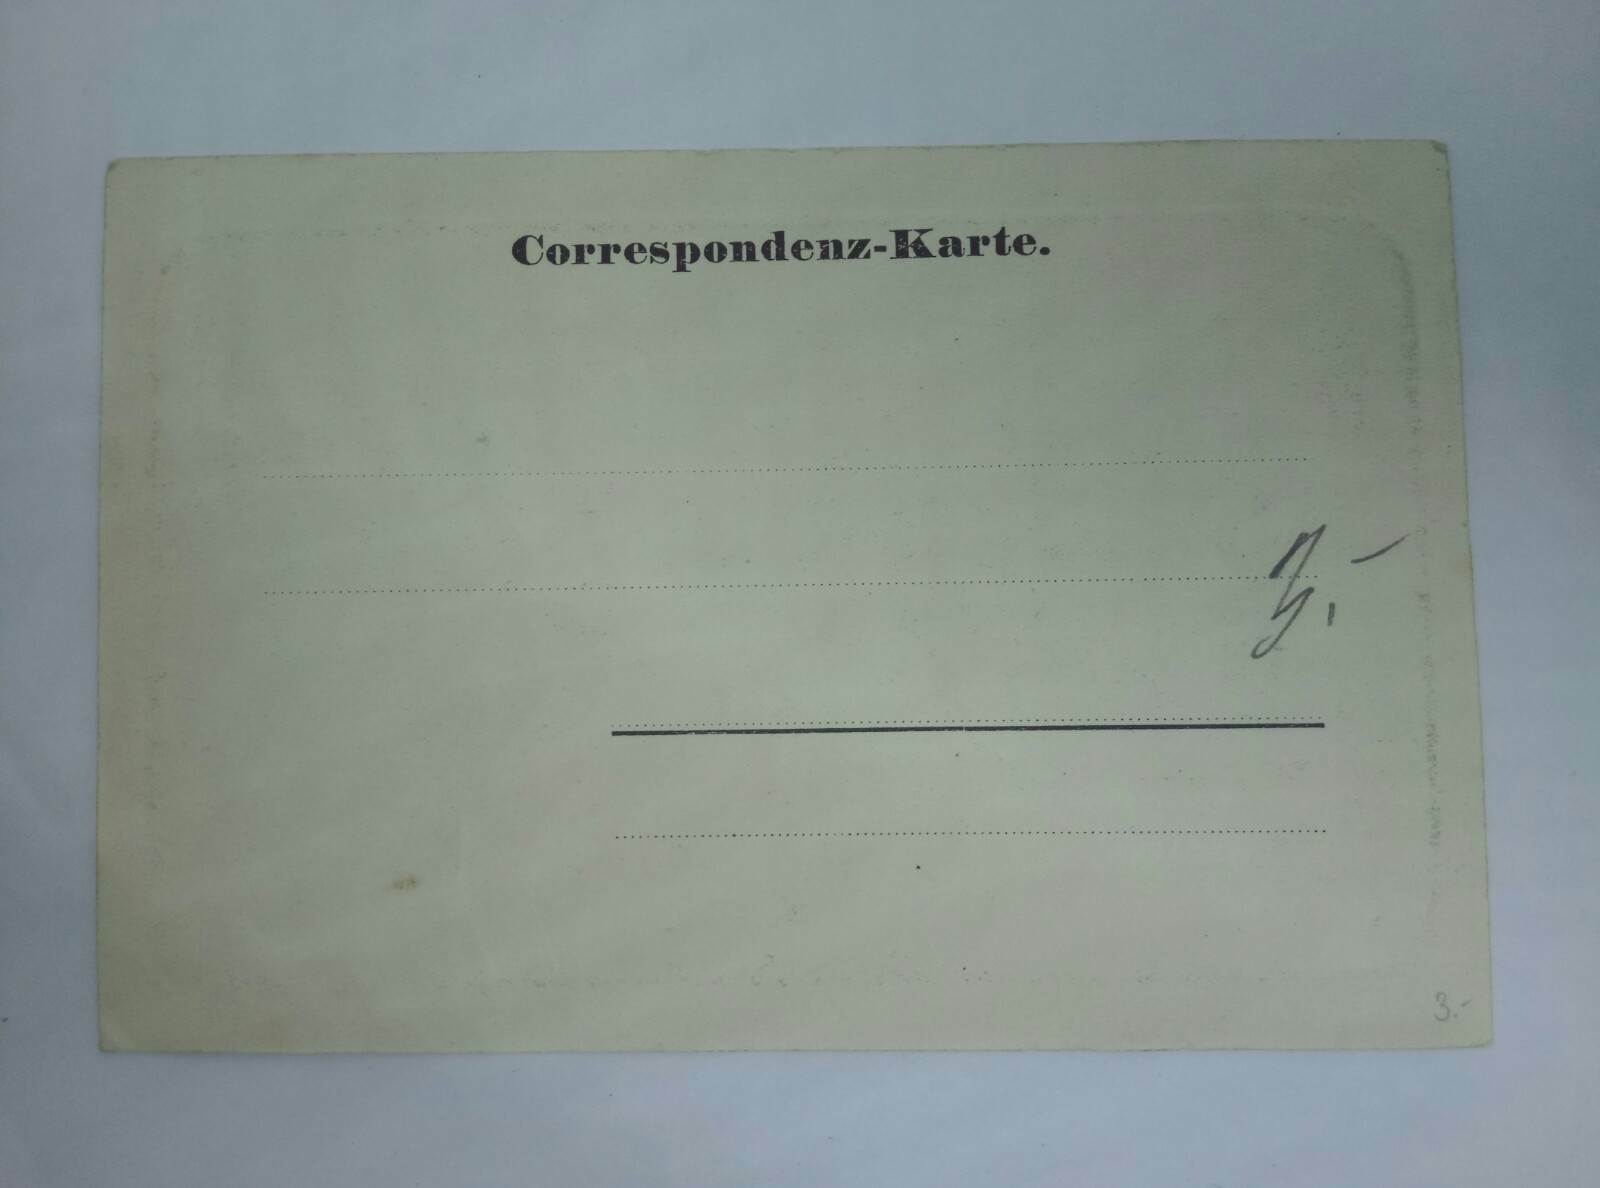 Correspondenz-Karte.
3.-